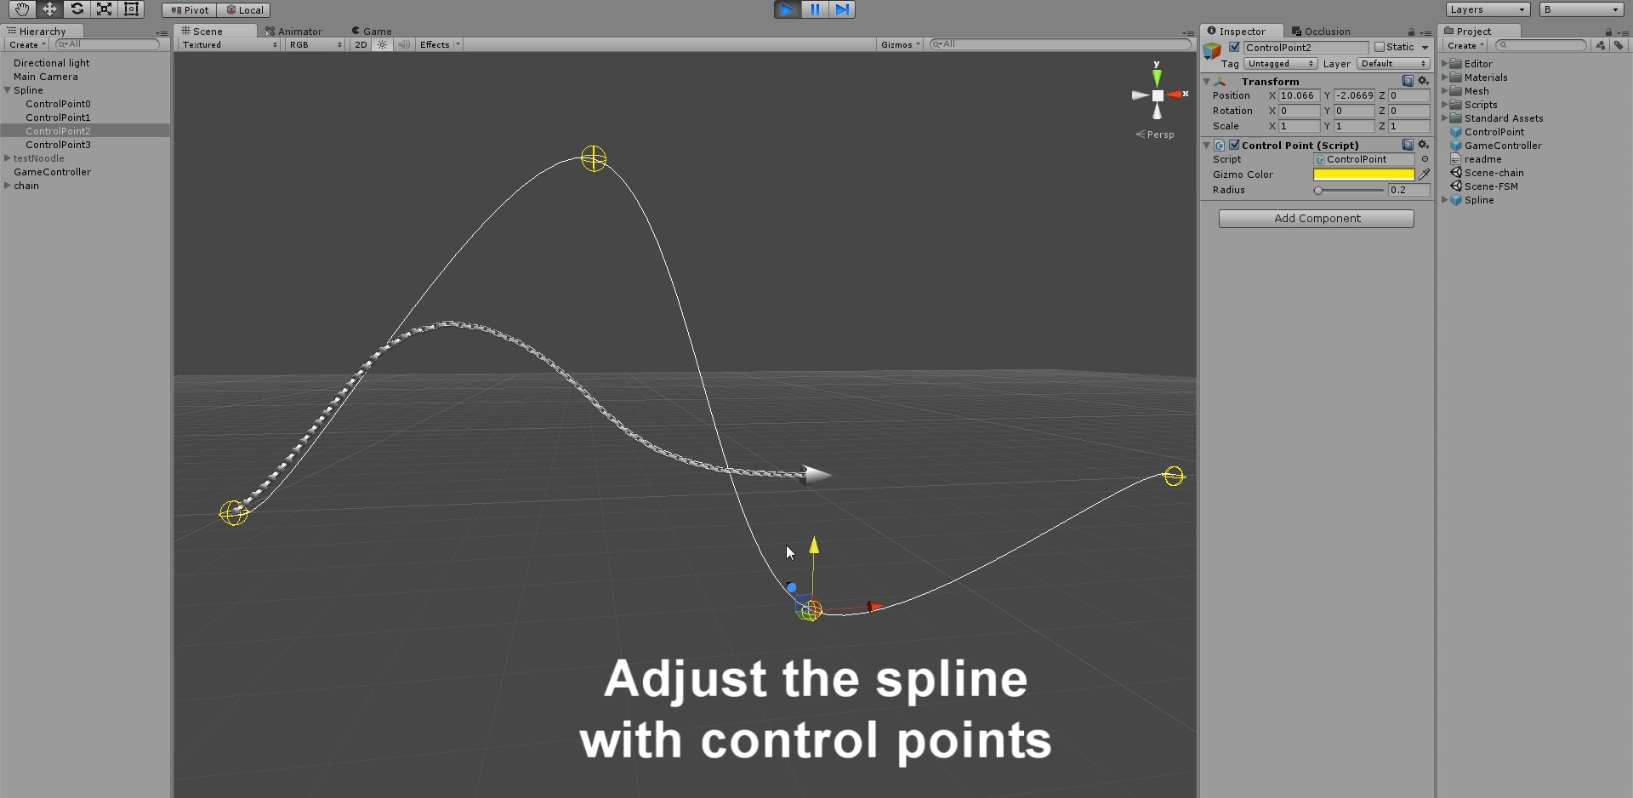 Pivot Local
Layers B
Hierarchy
Create All
Directional light
Main Camera
Spline
ControlPoint0
ControlPoint1
ControlPoint2
ControlPoint3
testNoodle
GameController
chain
Scene Animator Game
Textured RGB 2D Effects Gizmos All
y
x
Persp
Adjust the spline
with control points
Inspector Occlusion
ControlPoint2 Static
Tag Untagged Layer Default
Transform
Position X 10.066 Y -2.0669 Z 0
Rotation X 0 Y 0 Z 0
Scale X 1 Y 1 Z 1
Control Point (Script)
Script ControlPoint
Gizmo Color
Radius 0.2
Add Component
Project
Create
Editor
Materials
Mesh
Scripts
Standard Assets
ControlPoint
GameController
readme
Scene-chain
Scene-FSM
Spline